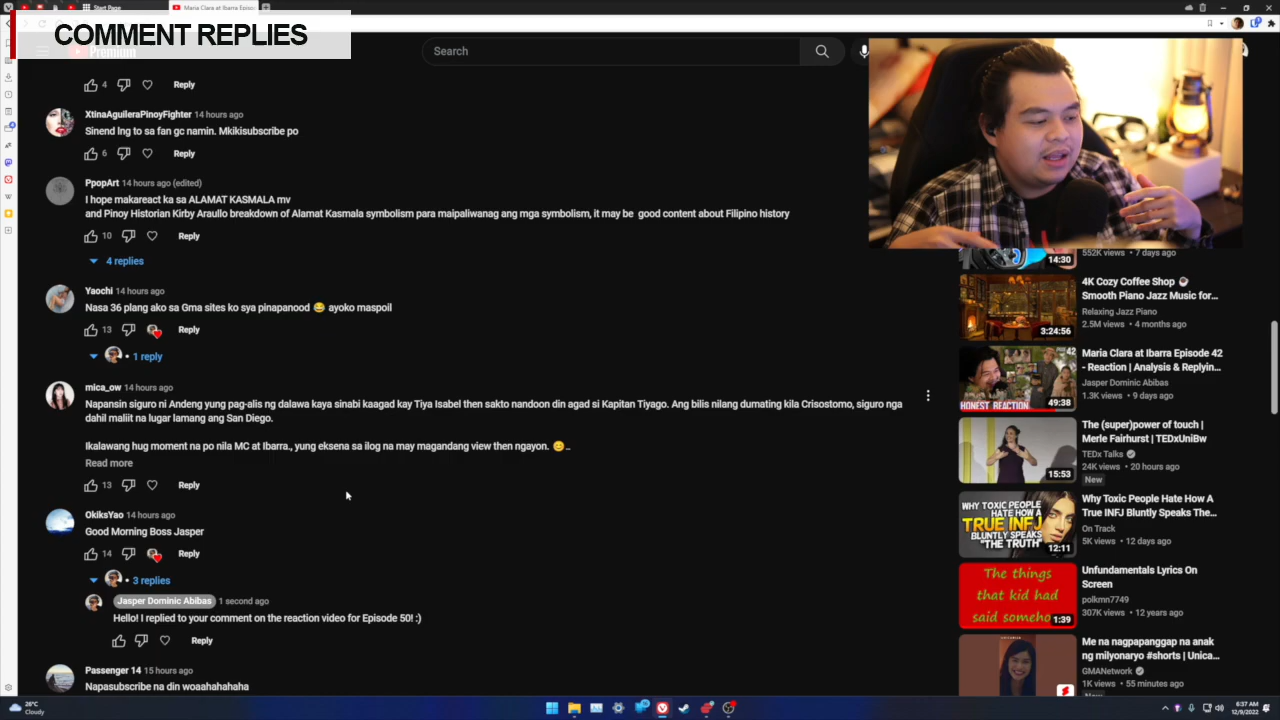 Start Page
Maria Clara at Ibarra Episo
COMMENT REPLIES
Premium
Search
4
Reply
XtinaAguileraPinoyFighter 14 hours ago
Sinend lng to sa fan gc namin. Mkikisubscribe po
6 Reply
PpopArt 14 hours ago (edited)
I hope makareact ka sa ALAMAT KASMALA mv
and Pinoy Historian Kirby Araullo breakdown of Alamat Kasmala symbolism para maipaliwanag ang mga symbolism, it may be good content about Filipino history
10 Reply
4 replies
Yaochi 14 hours ago
Nasa 36 plang ako sa Gma sites ko sya pinapanood 😂 ayoko maspoil
13 Reply
• 1 reply
mica_ow 14 hours ago
Napansin siguro ni Andeng yung pag-alis ng dalawa kaya sinabi kaagad kay Tiya Isabel then sakto nandoon din agad si Kapitan Tiyago. Ang bilis nilang dumating kila Crisostomo, siguro nga
dahil maliit na lugar lamang ang San Diego.
Ikalawang hug moment na po nila MC at Ibarra., yung eksena sa ilog na may magandang view then ngayon. 😊..
Read more
13 Reply
OkiksYao 14 hours ago
Good Morning Boss Jasper
14 Reply
• 3 replies
Jasper Dominic Abibas 1 second ago
Hello! I replied to your comment on the reaction video for Episode 50! :)
Reply
Passenger 14 15 hours ago
Napasubscribe na din woaahahahaha
14:30
552K views • 7 days ago
3:24:56
4K Cozy Coffee Shop ☕
Smooth Piano Jazz Music for...
Relaxing Jazz Piano
2.5M views • 4 months ago
42
HONEST REACTION
49:38
Maria Clara at Ibarra Episode 42
- Reaction | Analysis & Replyin...
Jasper Dominic Abibas
1.3K views • 9 days ago
15:53
The (super)power of touch |
Merle Fairhurst | TEDxUniBw
TEDx Talks
24K views • 20 hours ago
New
WHY TOXIC PEOPLE
HATE HOW A
TRUE INFJ
BLUNTLY SPEAKS
"THE TRUTH"
12:11
Why Toxic People Hate How A
True INFJ Bluntly Speaks The...
On Track
5K views • 12 days ago
The things
that kid had
said someho
1:39
Unfundamentals Lyrics On
Screen
polkmn7749
307K views • 12 years ago
Me na nagpapanggap na anak
ng milyonaryo #shorts | Unica...
GMANetwork
1K views • 55 minutes ago
New
26°C
Cloudy
6:37 AM
12/9/2022